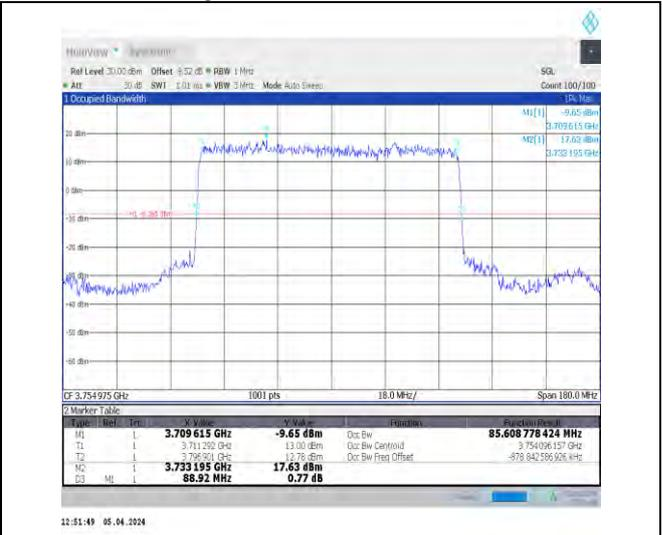 MultiView Spectrum
Ref Level 30.00 dBm Offset 9.52 dB RBW 1 MHz SGL
Att 30 dB SWT 1.01 ms VBW 3 MHz Mode Auto Sweep Count 100/100
1 Occupied Bandwidth 1Pk Max
M1[1] -9.65 dBm
3.709615 GHz
M2[1] 17.63 dBm
3.733195 GHz
20 dBm
10 dBm
0 dBm
-10 dBm
-20 dBm
-30 dBm
-40 dBm
-50 dBm
-60 dBm
CF 3.754975 GHz 1001 pts 18.0 MHz/ Span 180.0 MHz
2 Marker Table
Type Ref Trc X-Value Y-Value Function Function Result
M1 1 3.709 615 GHz -9.65 dBm Occ Bw 85.608 778 424 MHz
T1 1 3.711 292 GHz 13.00 dBm Occ Bw Centroid 3.754 096 157 GHz
T2 1 3.796 901 GHz 12.78 dBm Occ Bw Freq Offset -878.842 586 926 kHz
M2 1 3.733 195 GHz 17.63 dBm
D3 M1 1 88.92 MHz 0.77 dB
12:51:49 05.04.2024